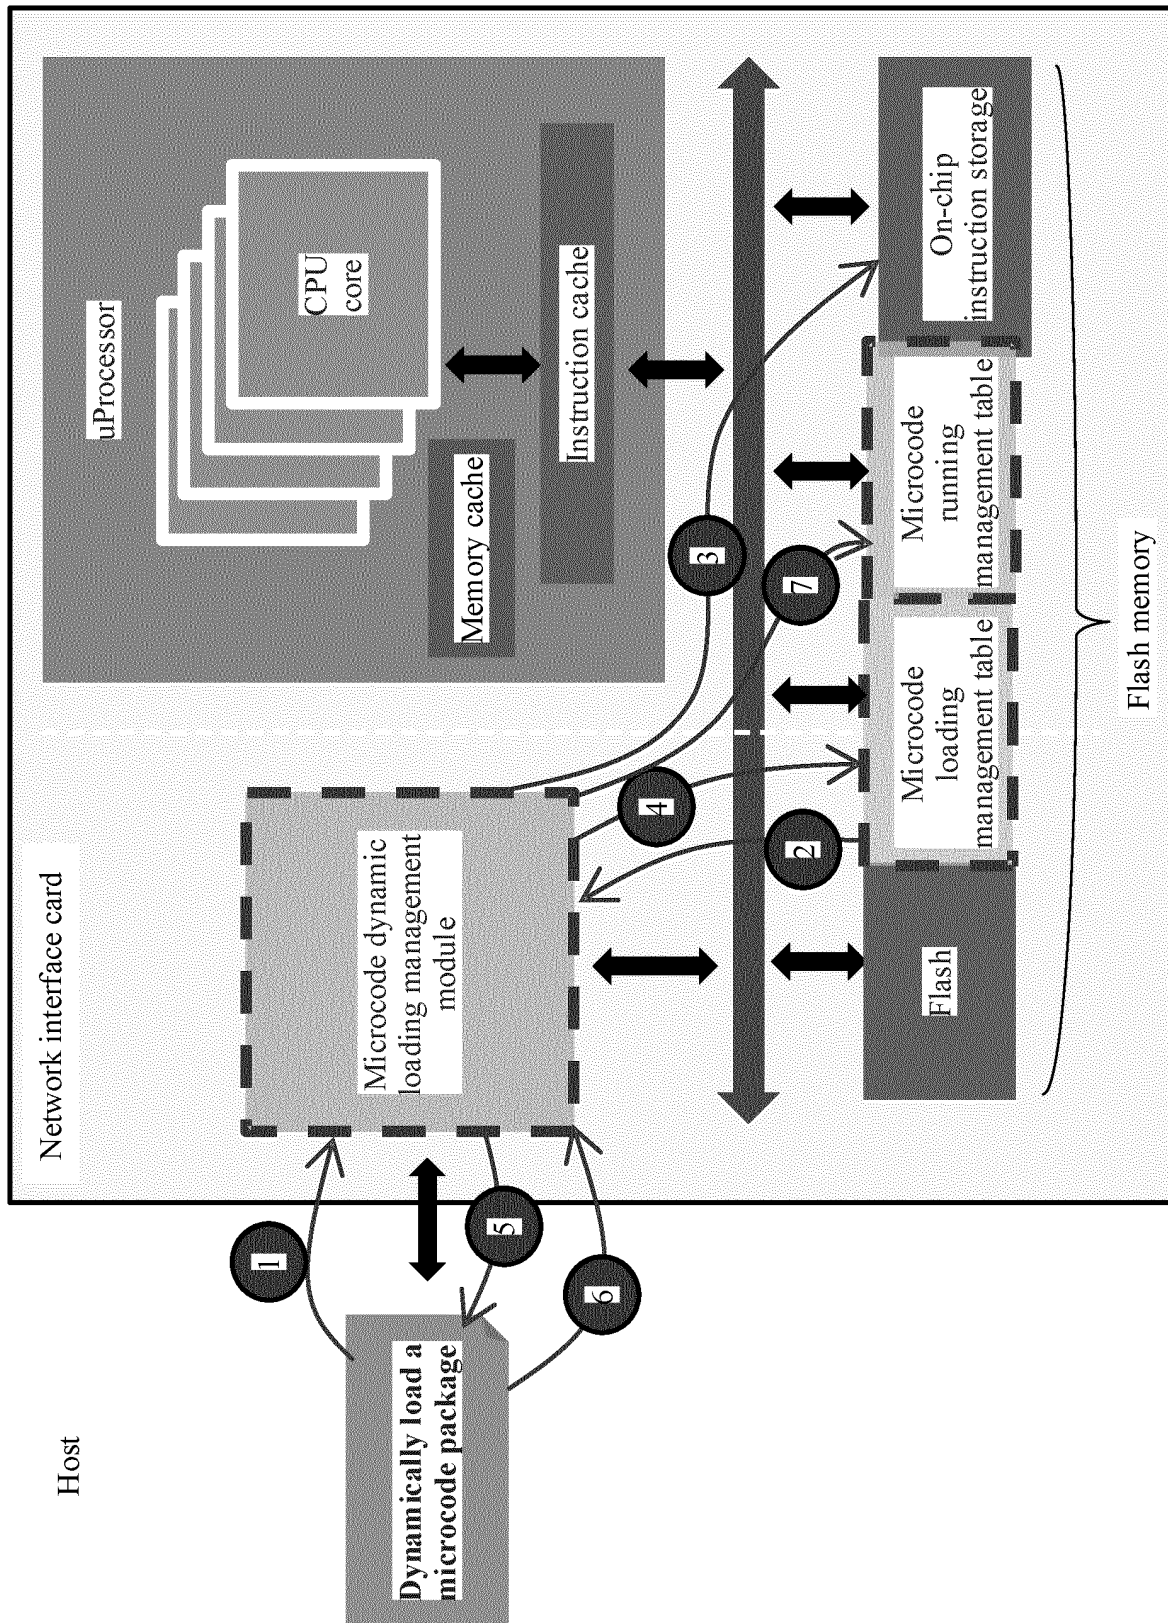 Host
Network interface card
uProcessor
CPU
core
Memory cache
Instruction cache
Microcode dynamic
loading management
module
Dynamically load a
microcode package
1
5
6
2
4
7
3
Flash
Microcode
loading
management table
Microcode
running
management table
On-chip
instruction storage
Flash memory